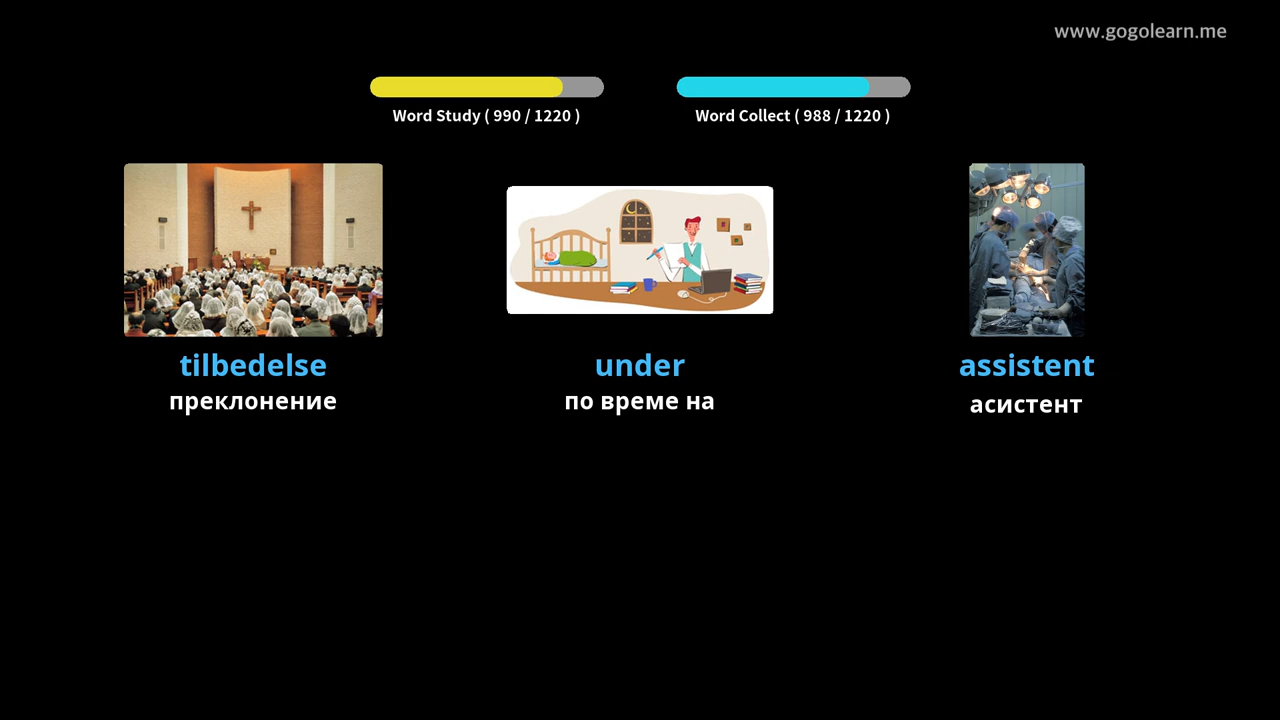 www.gogolearn.me
Word Study ( 990 / 1220 )
Word Collect ( 988 / 1220 )
tilbedelse
преклонение
under
по време на
assistent
асистент